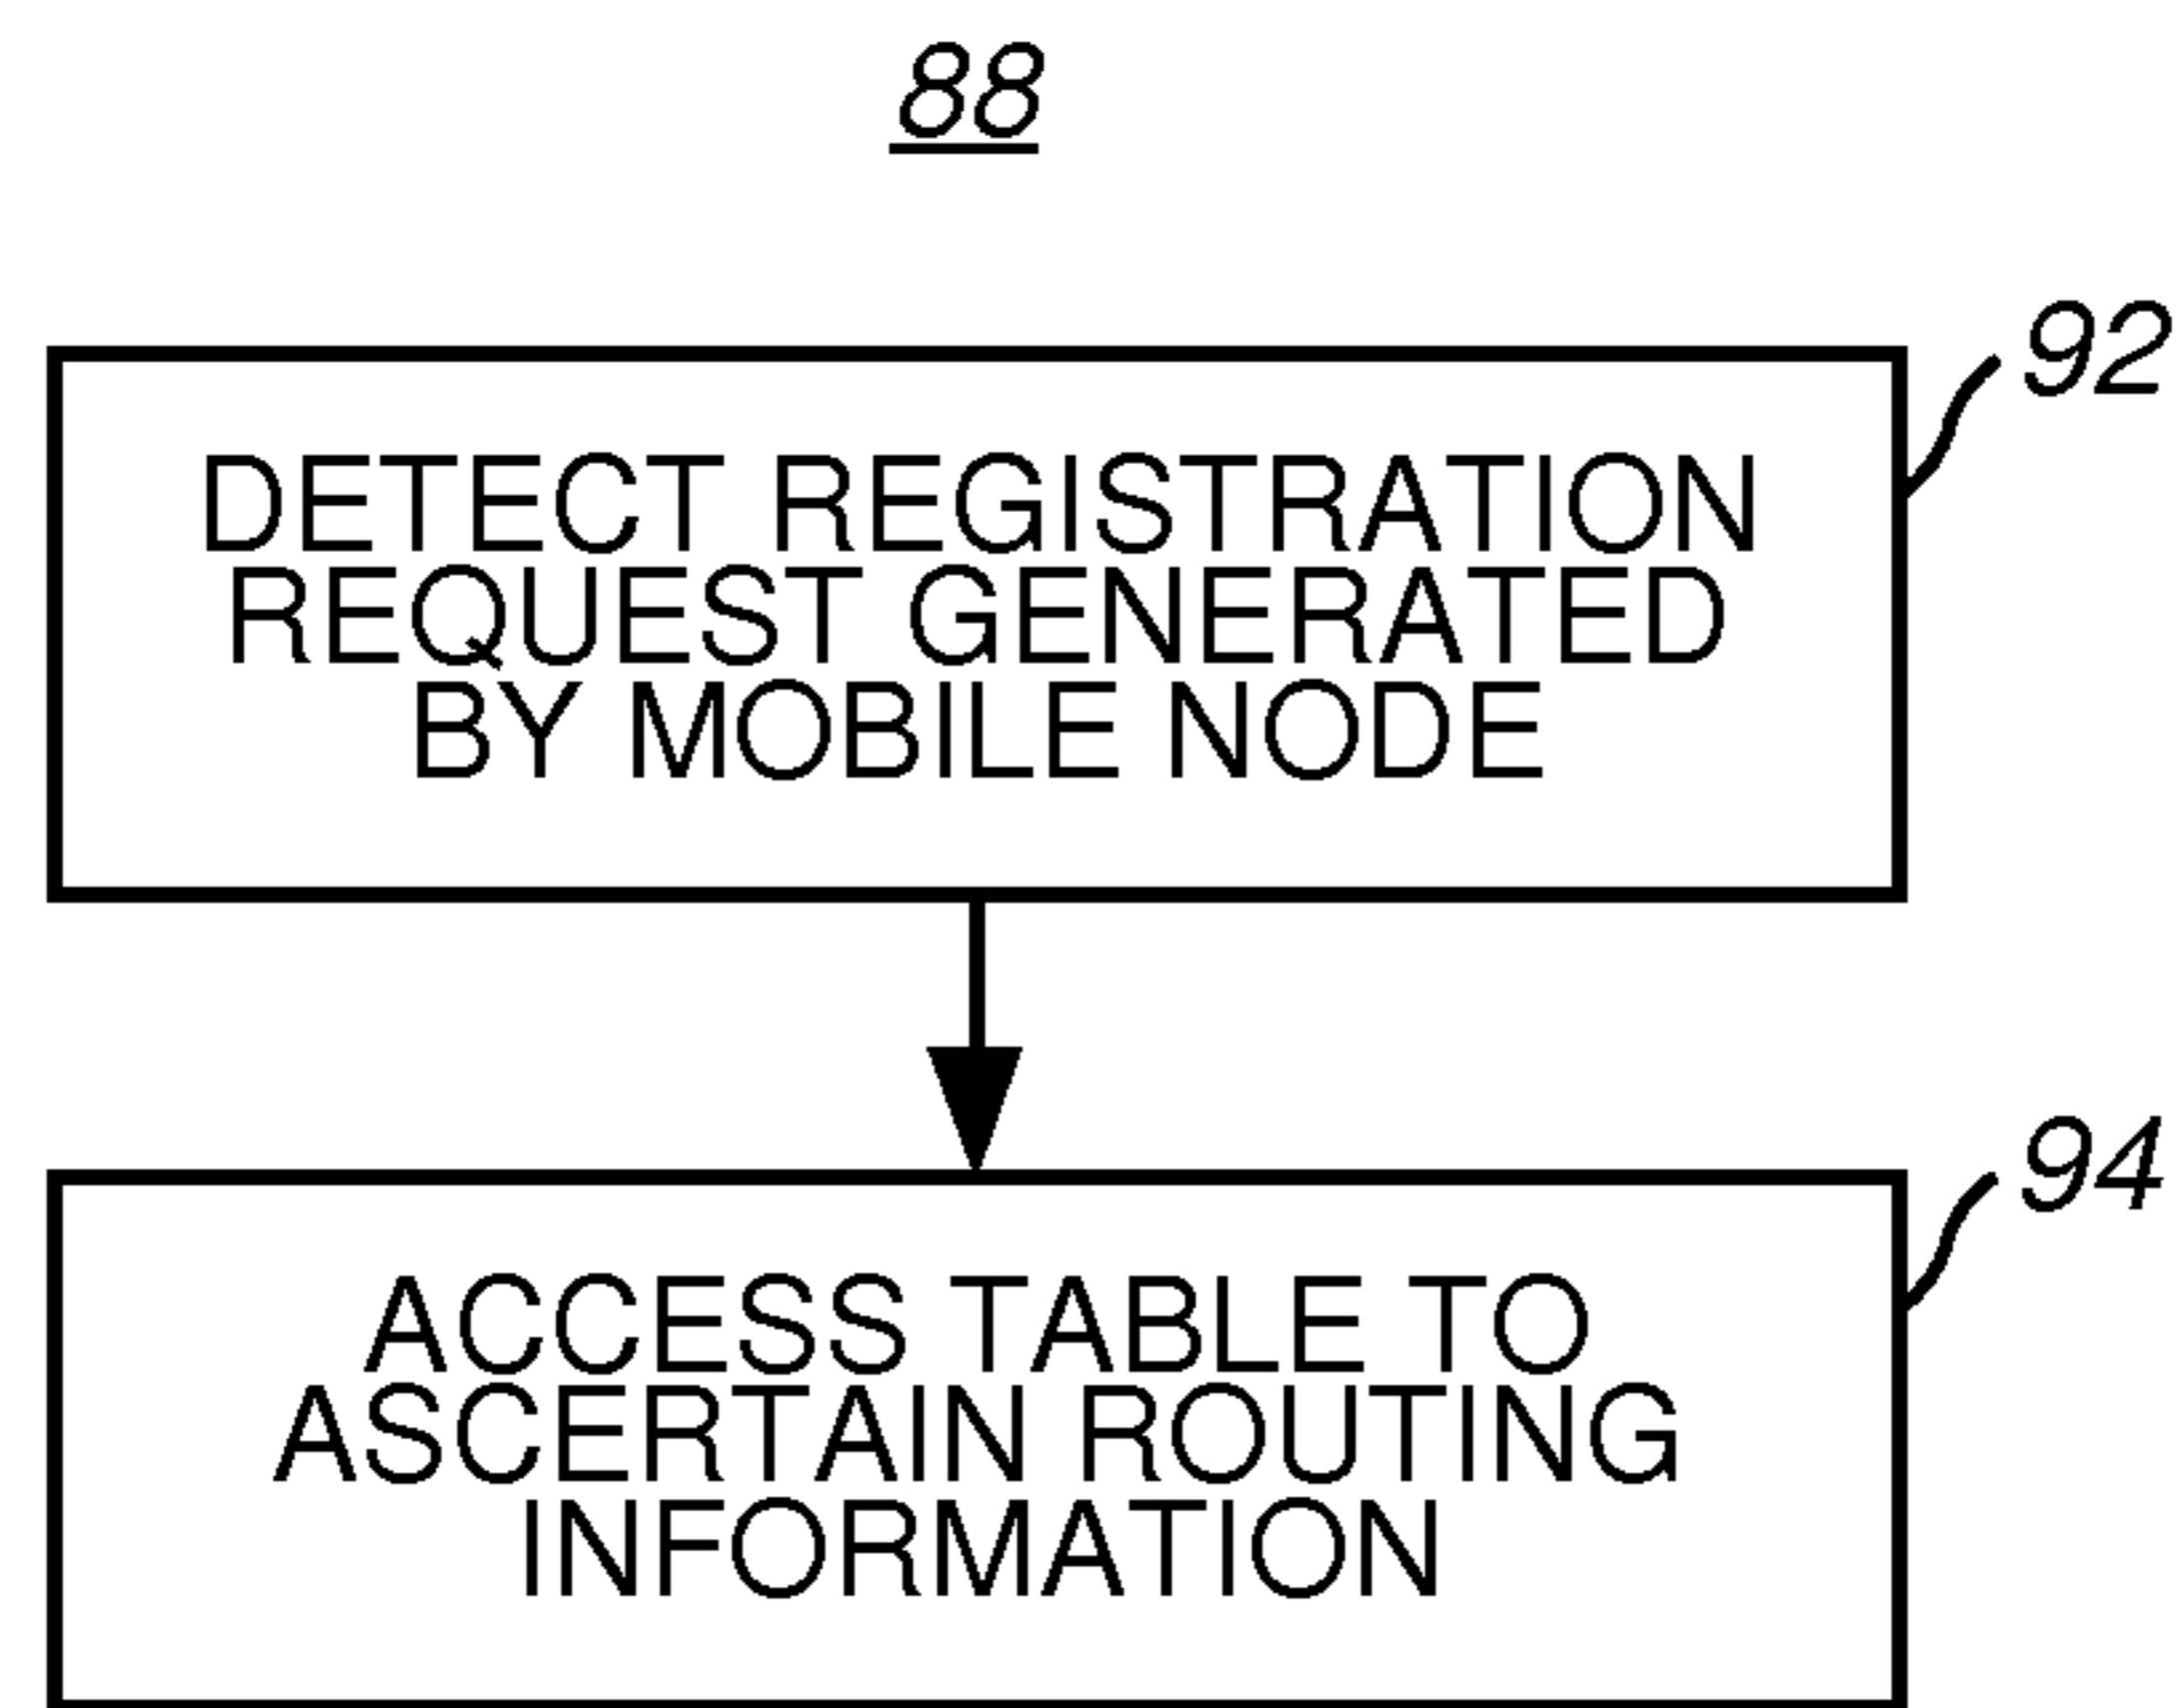 88
92
DETECT REGISTRATION
REQUEST GENERATED
BY MOBILE NODE
94
ACCESS TABLE TO
ASCERTAIN ROUTING
INFORMATION